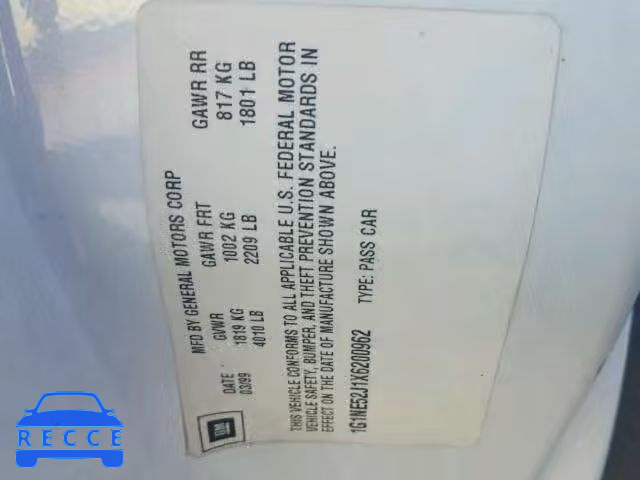 MFD BY GENERAL MOTORS CORP
DATE GVWR GAWR FRT GAWR RR
03/99 1819 KG 1002 KG 817 KG
4010 LB 2209 LB 1801 LB
THIS VEHICLE CONFORMS TO ALL APPLICABLE U.S. FEDERAL MOTOR
VEHICLE SAFETY, BUMPER, AND THEFT PREVENTION STANDARDS IN
EFFECT ON THE DATE OF MANUFACTURE SHOWN ABOVE.
1G1NE52J1X6200962 TYPE: PASS CAR
GM
RECCE